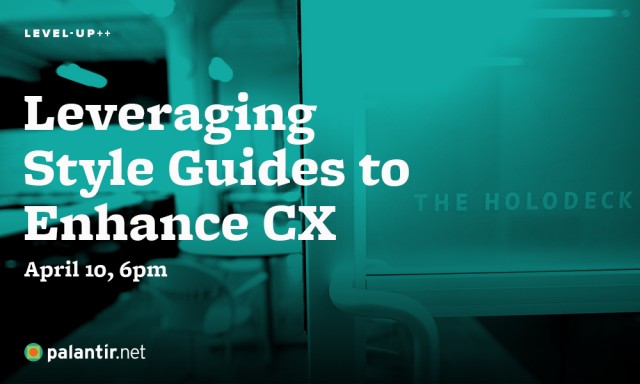 LEVEL-UP++
Leveraging
Style Guides to
Enhance CX
April 10, 6pm
THE HOLODECK
palantir.net